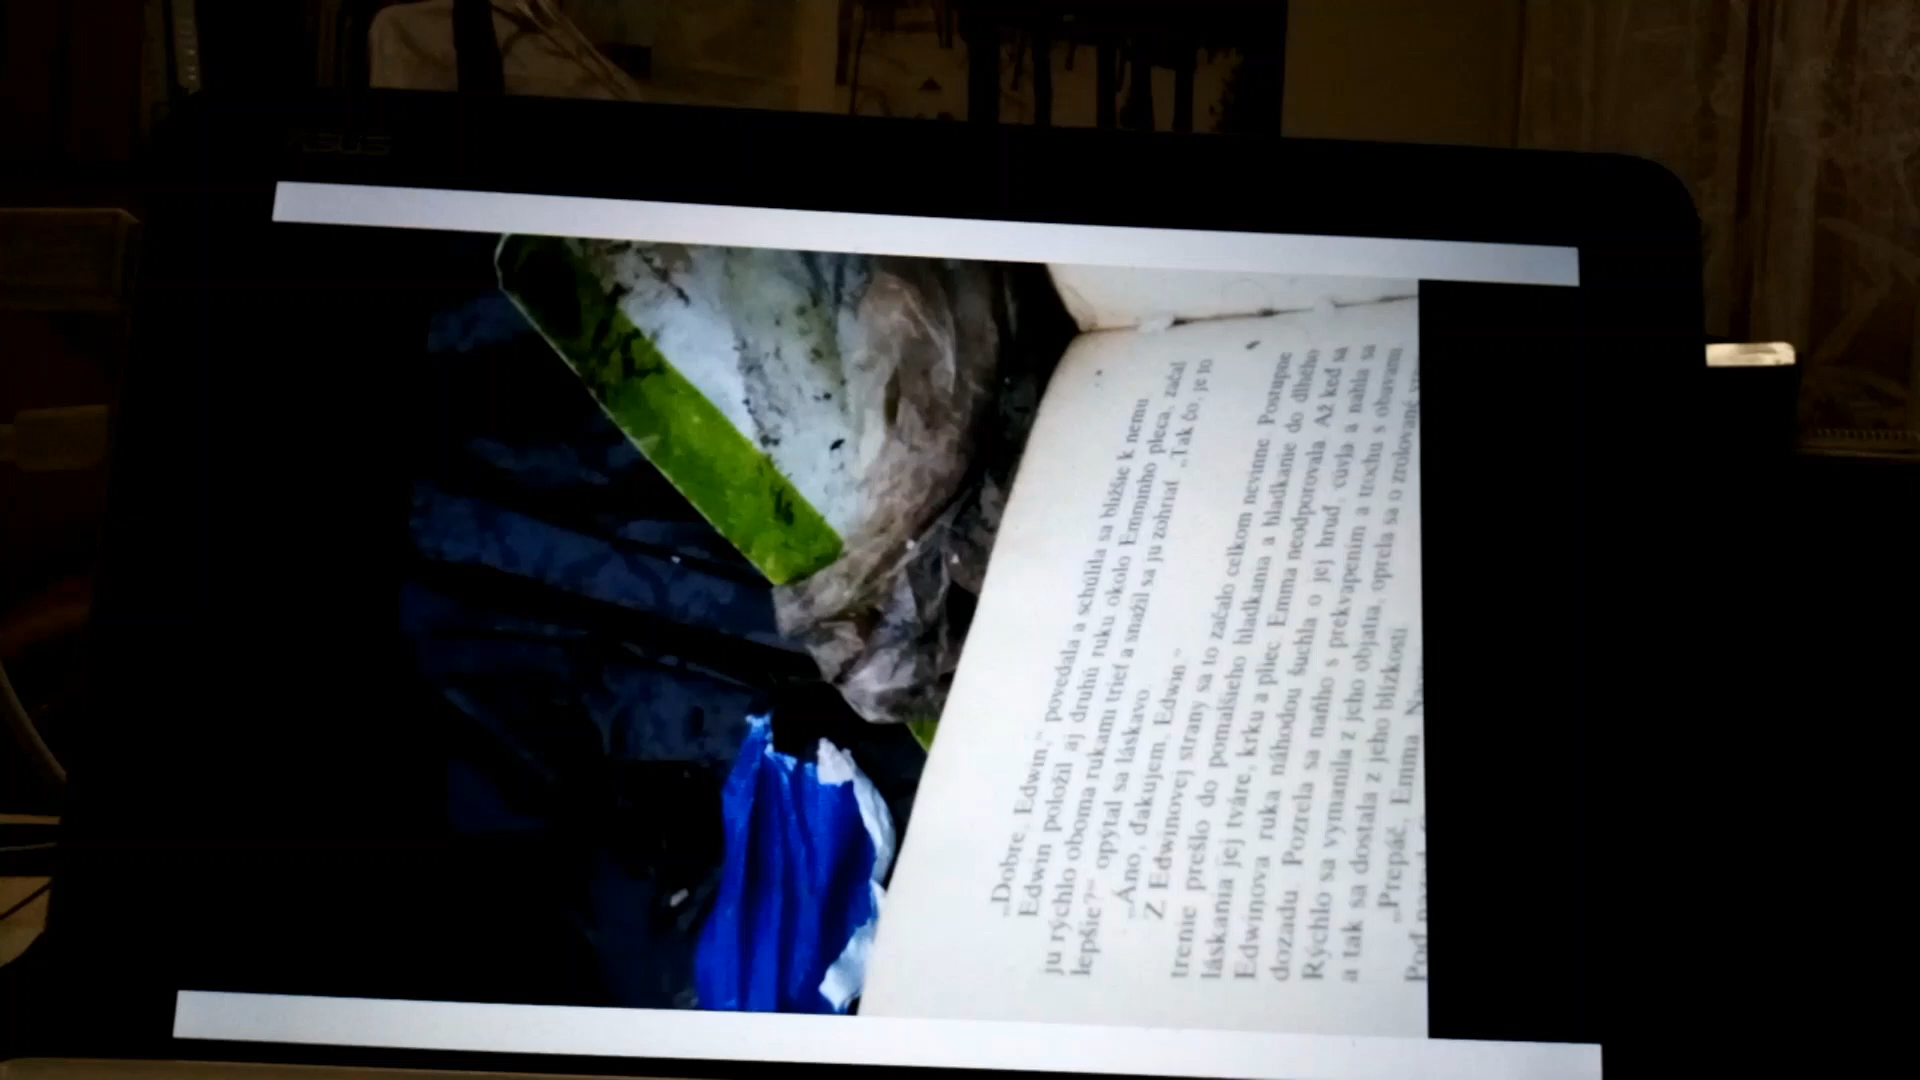 ASUS
„Dobre, Edwin,“ povedala a schúlila sa bližšie k nemu
Edwin položil aj druhú ruku okolo Emminho pleca, začal
ju rýchlo oboma rukami trieť a snažil sa ju zohriať „Tak čo, je to
lepšie?“ opýtal sa láskavo
„Áno, ďakujem, Edwin.“
Z Edwinovej strany sa to začalo celkom nevinne Postupne
trenie prešlo do pomalšieho hladkania a hladkanie do dlhého
láskania jej tváre, krku a pliec Emma neodporovala Až keď sa
Edwinova ruka náhodou šuchla o jej hruď, cúvla a nahla sa
dozadu Pozrela sa naňho s prekvapením a trochu s obavami
Rýchlo sa vymanila z jeho objatia, oprela sa o zrolované
a tak sa dostala z jeho blízkosti
„Prepáč, Emma